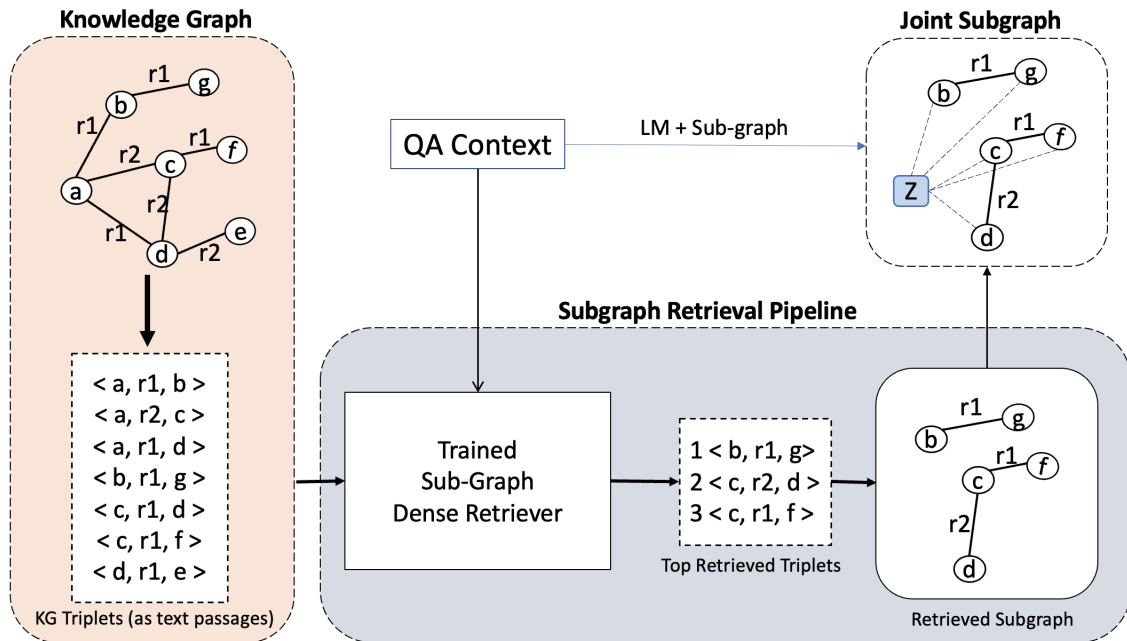 Knowledge Graph
r1
g
b
r1
r1
f
r2
c
a
r2
r1
e
d
r2
< a, r1, b >
< a, r2, c >
< a, r1, d >
< b, r1, g >
< c, r1, d >
< c, r1, f >
< d, r1, e >
KG Triplets (as text passages)
QA Context
LM + Sub-graph
Joint Subgraph
r1
g
b
r1
f
c
Z
r2
d
Subgraph Retrieval Pipeline
Trained
Sub-Graph
Dense Retriever
1 < b, r1, g>
2 < c, r2, d >
3 < c, r1, f >
Top Retrieved Triplets
r1
g
b
r1
f
c
r2
d
Retrieved Subgraph